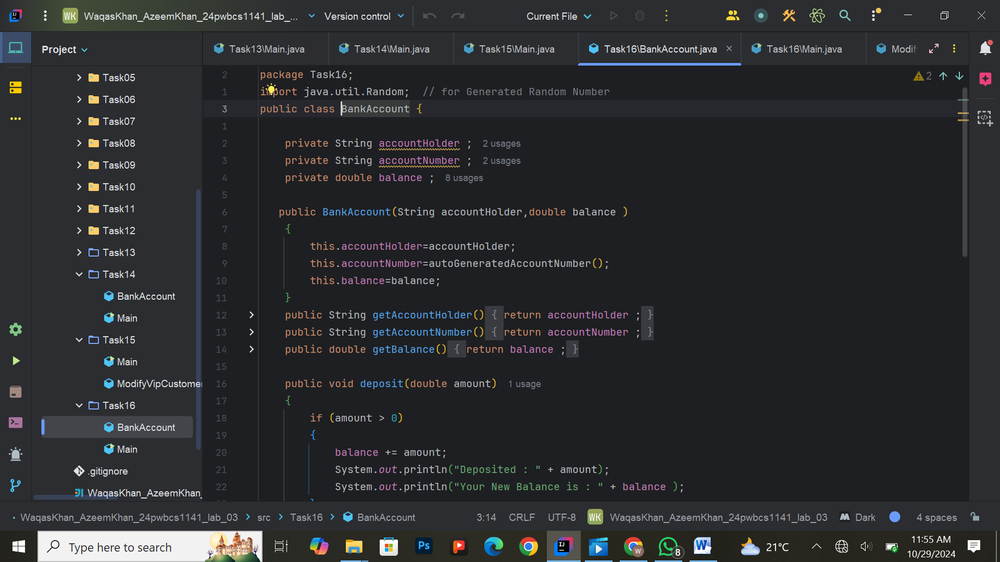 WK WaqasKhan_AzeemKhan_24pwbcs1141_lab_... Version control Current File
Project
Task13\Main.java Task14\Main.java Task15\Main.java Task16\BankAccount.java Task16\Main.java
Task05
Task06
Task07
Task08
Task09
Task10
Task11
Task12
Task13
Task14
BankAccount
Main
Task15
Main
ModifyVipCustome
Task16
BankAccount
Main
.gitignore
WaqasKhan_AzeemKhan_
2 package Task16;
1 import java.util.Random; // for Generated Random Number
3 public class BankAccount {
1
2 private String accountHolder ; 2 usages
3 private String accountNumber ; 2 usages
4 private double balance ; 8 usages
5
6 public BankAccount(String accountHolder,double balance )
7 {
8 this.accountHolder=accountHolder;
9 this.accountNumber=autoGeneratedAccountNumber();
10 this.balance=balance;
11 }
12 public String getAccountHolder() { return accountHolder ; }
13 public String getAccountNumber() { return accountNumber ; }
14 public double getBalance() { return balance ; }
15
16 public void deposit(double amount) 1 usage
17 {
18 if (amount > 0)
19 {
20 balance += amount;
21 System.out.println("Deposited : " + amount);
22 System.out.println("Your New Balance is : " + balance );
2
WaqasKhan_AzeemKhan_24pwbcs1141_lab_03 > src > Task16 > BankAccount 3:14 CRLF UTF-8 WK WaqasKhan_AzeemKhan_24pwbcs1141_lab_03 Dark 4 spaces
Type here to search Ps W 8 W 21°C 11:55 AM
10/29/2024